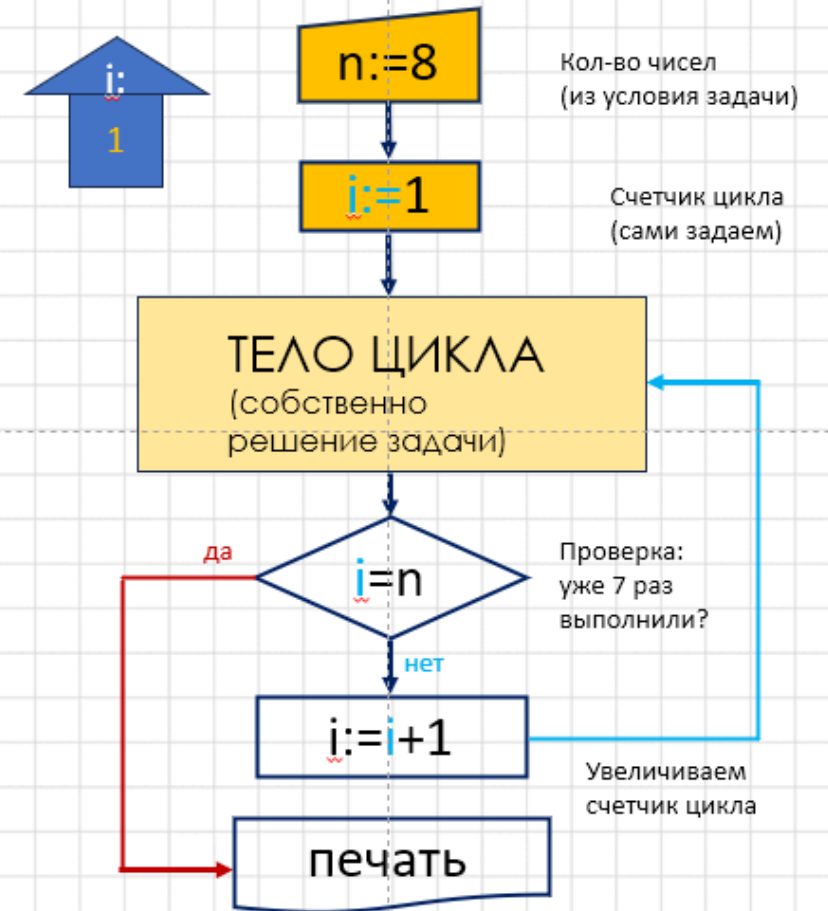 i:
1
n:=8
Кол-во чисел
(из условия задачи)
i:=1
Счетчик цикла
(сами задаем)
ТЕЛО ЦИКЛА
(собственно
решение задачи)
да
i=n
Проверка:
уже 7 раз
выполнили?
нет
i:=i+1
Увеличиваем
счетчик цикла
печать